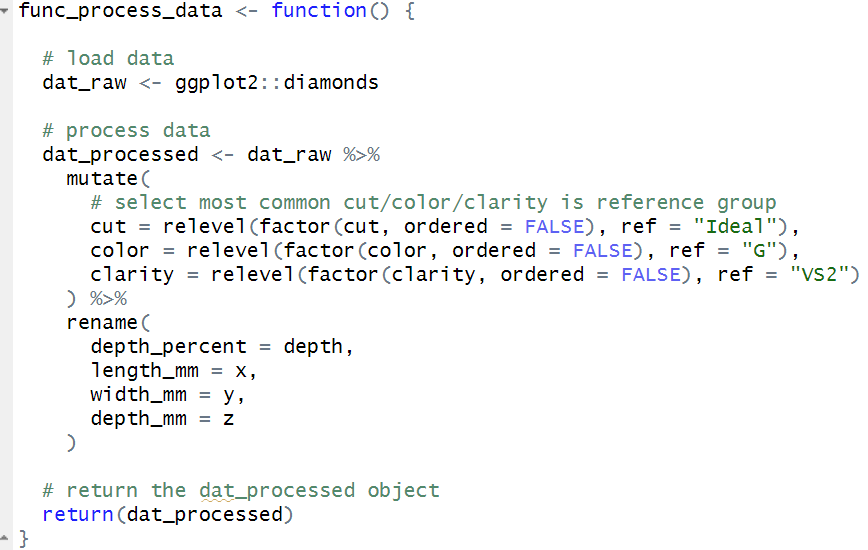 func_process_data <- function() {
# load data
dat_raw <- ggplot2::diamonds
# process data
dat_processed <- dat_raw %>%
mutate(
# select most common cut/color/clarity is reference group
cut = relevel(factor(cut, ordered = FALSE), ref = "Ideal"),
color = relevel(factor(color, ordered = FALSE), ref = "G"),
clarity = relevel(factor(clarity, ordered = FALSE), ref = "VS2")
) %>%
rename(
depth_percent = depth,
length_mm = x,
width_mm = y,
depth_mm = z
)
# return the dat_processed object
return(dat_processed)
}